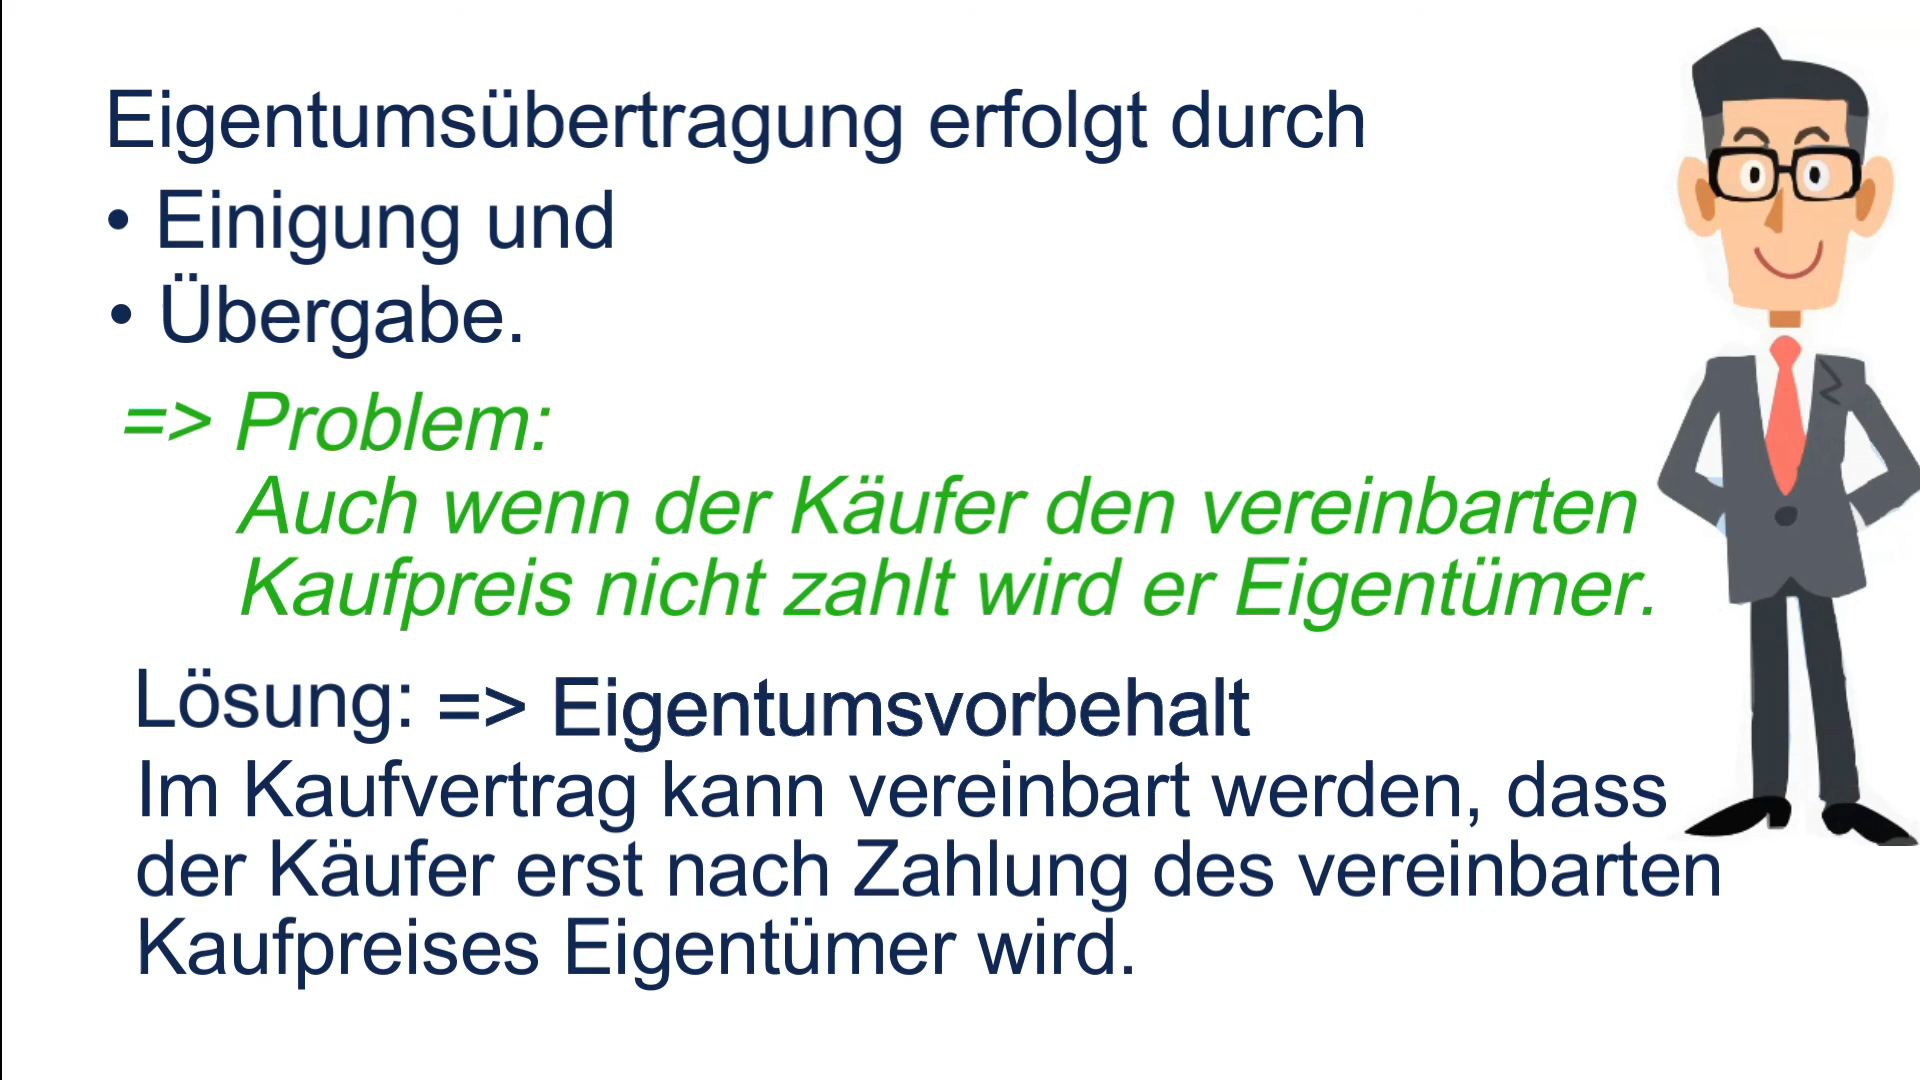 Eigentumsübertragung erfolgt durch
• Einigung und
• Übergabe.
=> Problem:
Auch wenn der Käufer den vereinbarten
Kaufpreis nicht zahlt wird er Eigentümer.
Lösung: => Eigentumsvorbehalt
Im Kaufvertrag kann vereinbart werden, dass
der Käufer erst nach Zahlung des vereinbarten
Kaufpreises Eigentümer wird.